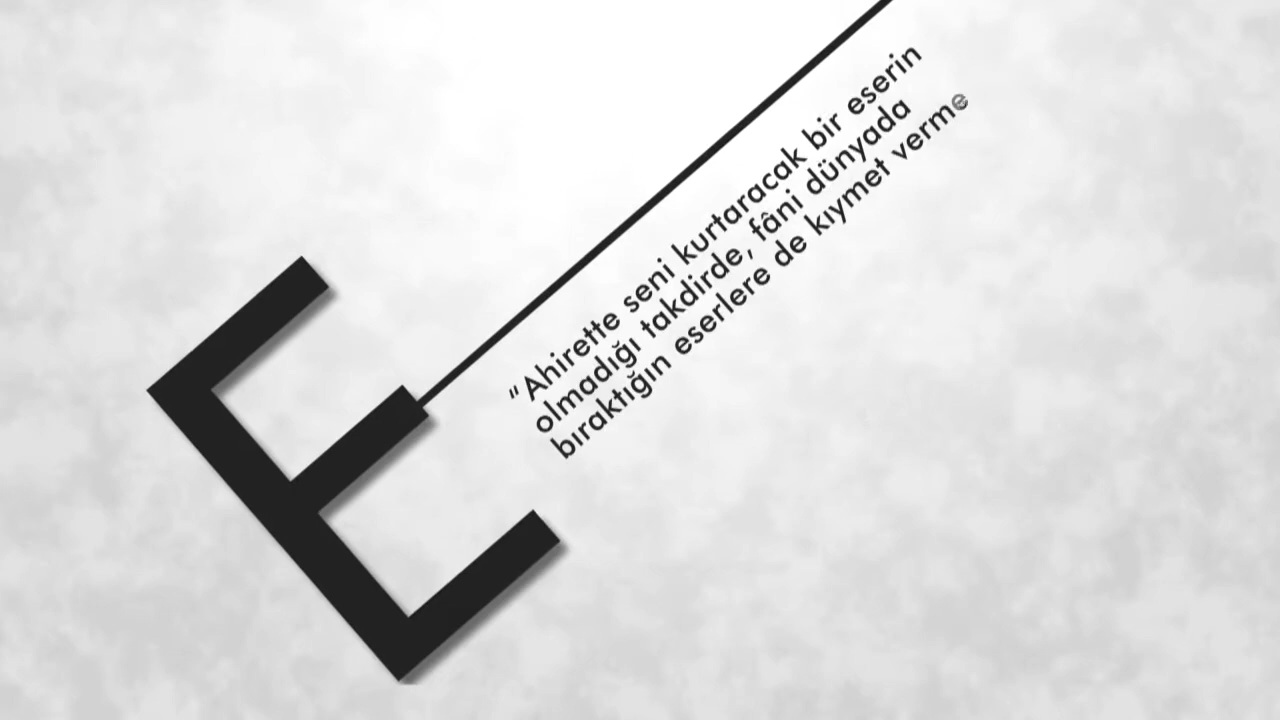 E
“Ahirette seni kurtaracak bir eserin
olmadığı takdirde, fâni dünyada
bıraktığın eserlere de kıymet verme